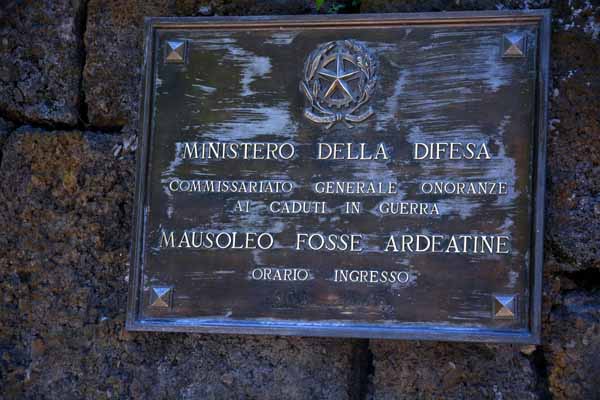 MINISTERO DELLA DIFESA
COMMISSARIATO GENERALE ONORANZE
AI CADUTI IN GUERRA
MAUSOLEO FOSSE ARDEATINE
ORARIO INGRESSO